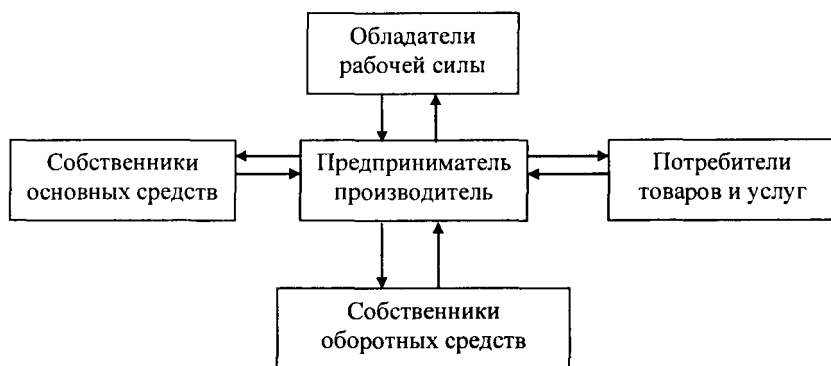 Обладатели
рабочей силы
Собственники
основных средств
Предприниматель
производитель
Потребители
товаров и услуг
Собственники
оборотных средств